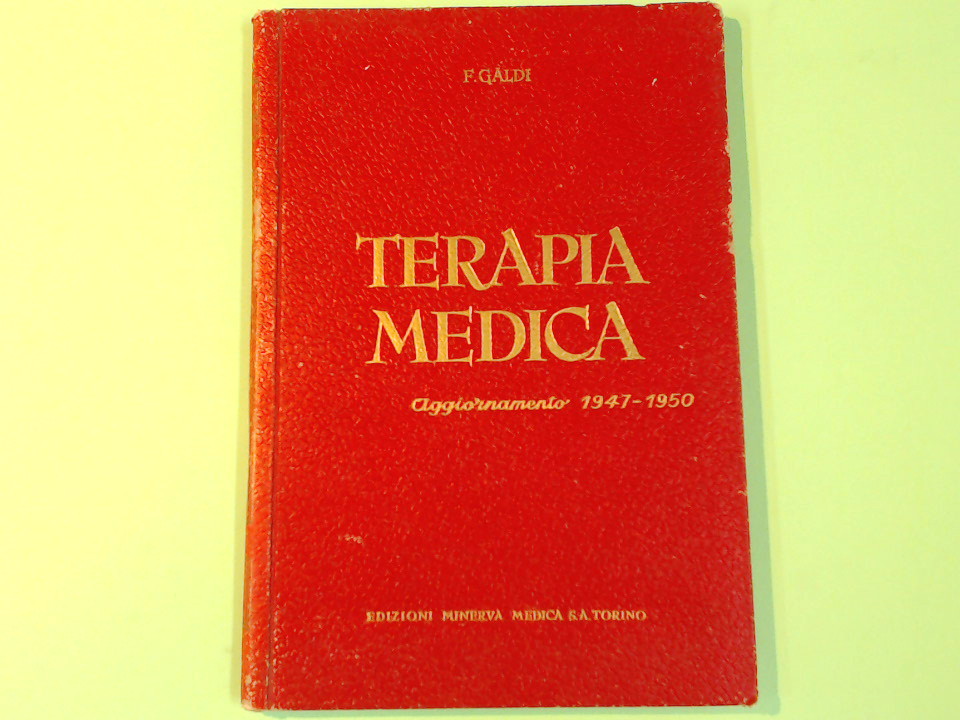 F. GALDI
TERAPIA
MEDICA
Aggiornamento 1947-1950
EDIZIONI MINERVA MEDICA S.A. TORINO